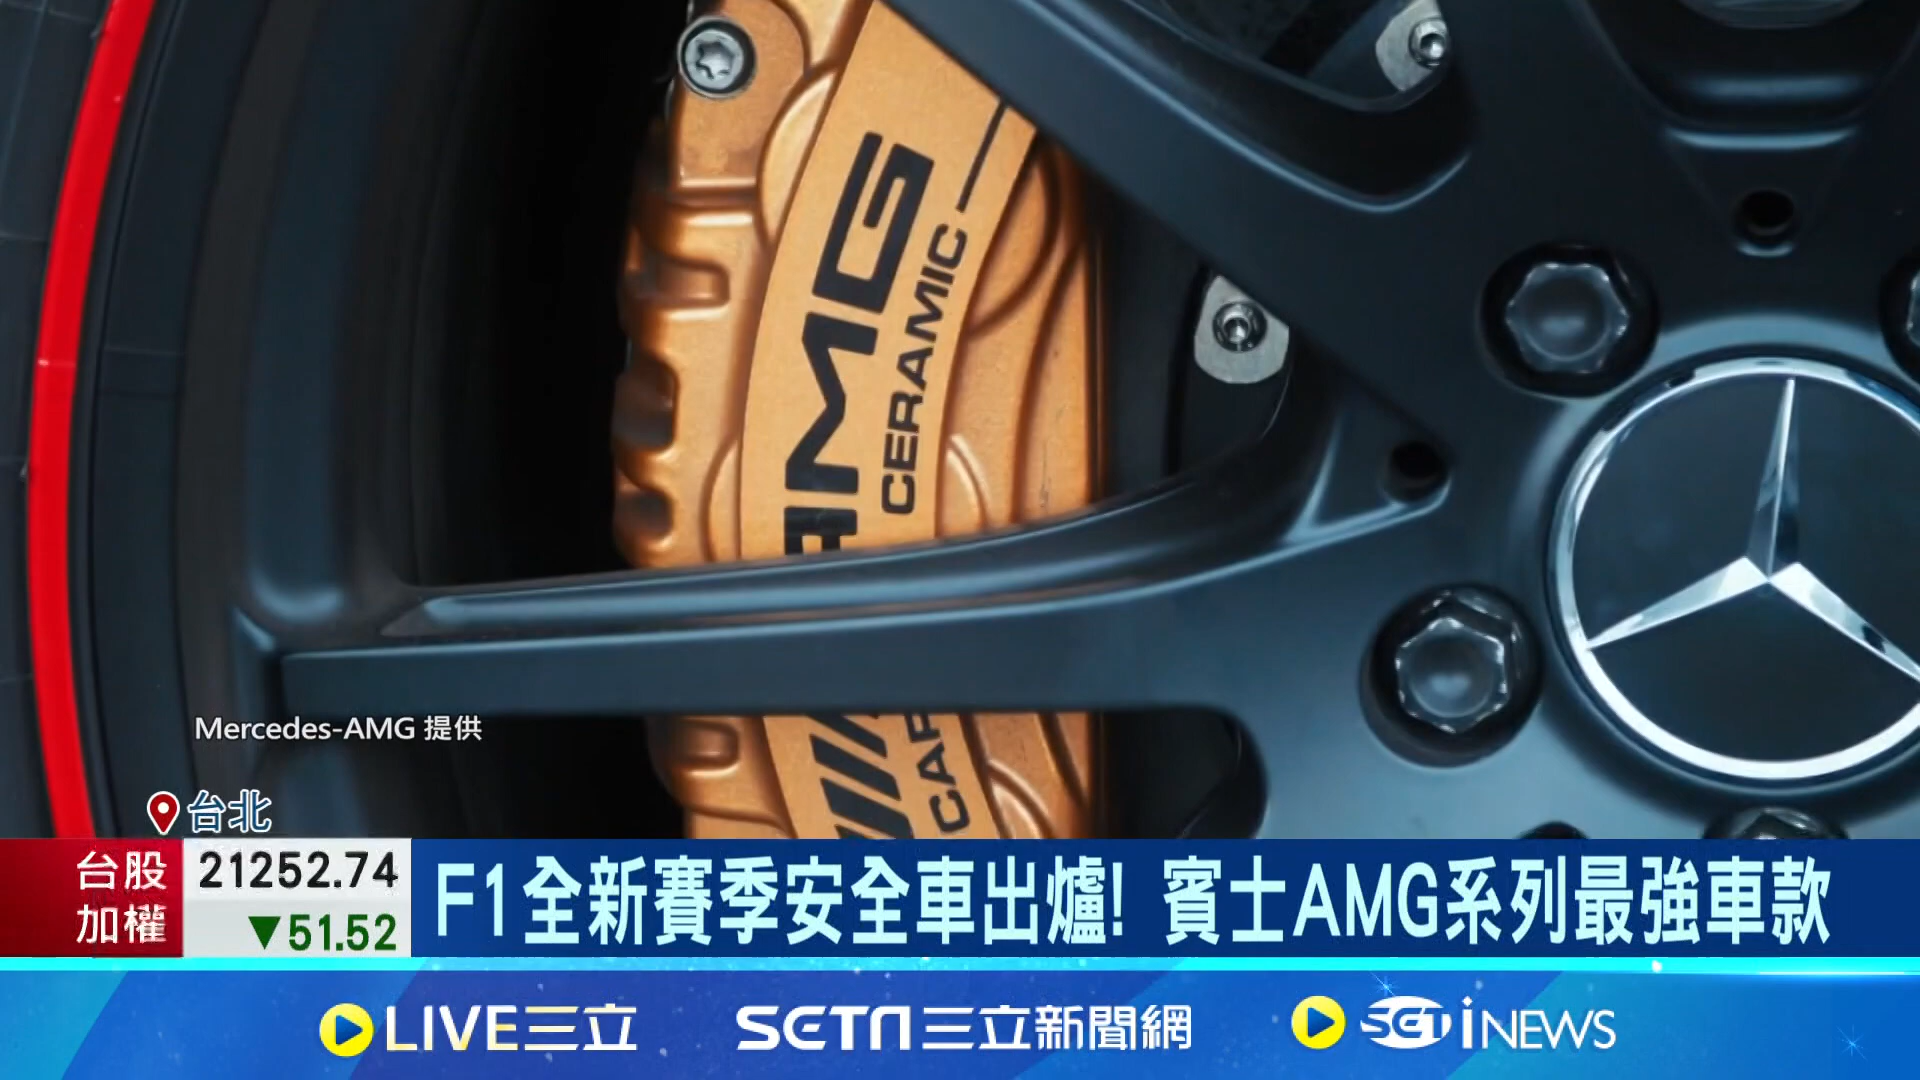 AMG
CERAMIC
CAR
Mercedes-AMG 提供
台北
台股
加權
21252.74
▼51.52
F1全新賽季安全車出爐! 賓士AMG系列最強車款
LIVE三立
SETN三立新聞網
SETiNEWS